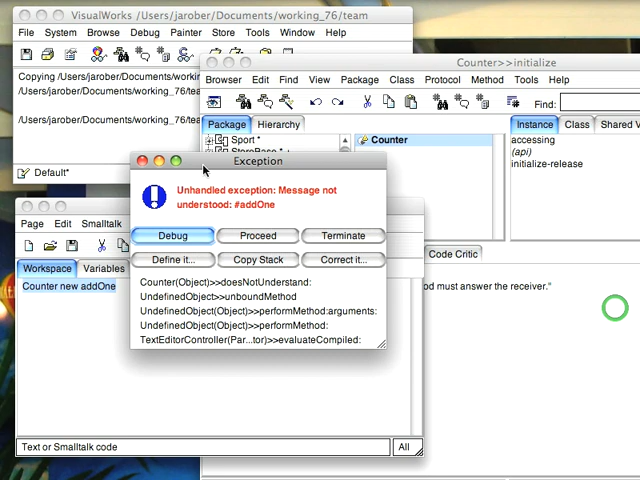 VisualWorks /Users/jarober/Documents/working_76/team
File System Browse Debug Painter Store Tools Window Help
Copying /Users/jarober/Documents/worki
/Users/jarober/Documents/working_76/tea
/Users/jarober/Documents/working_76/tea
Default*
Counter>>initialize
Browser Edit Find View Package Class Protocol Method Tools Help
Find:
Package Hierarchy
Instance Class Shared V
Sport *
StoreBase * +
Counter
accessing
(api)
initialize-release
Code Critic
od must answer the receiver."
Page Edit Smalltalk
Workspace Variables
Counter new addOne
Text or Smalltalk code
All
Exception
Unhandled exception: Message not
understood: #addOne
Debug Proceed Terminate
Define it... Copy Stack Correct it...
Counter(Object)>>doesNotUnderstand:
UndefinedObject>>unboundMethod
UndefinedObject(Object)>>performMethod:arguments:
UndefinedObject(Object)>>performMethod:
TextEditorController(Par...tor)>>evaluateCompiled: